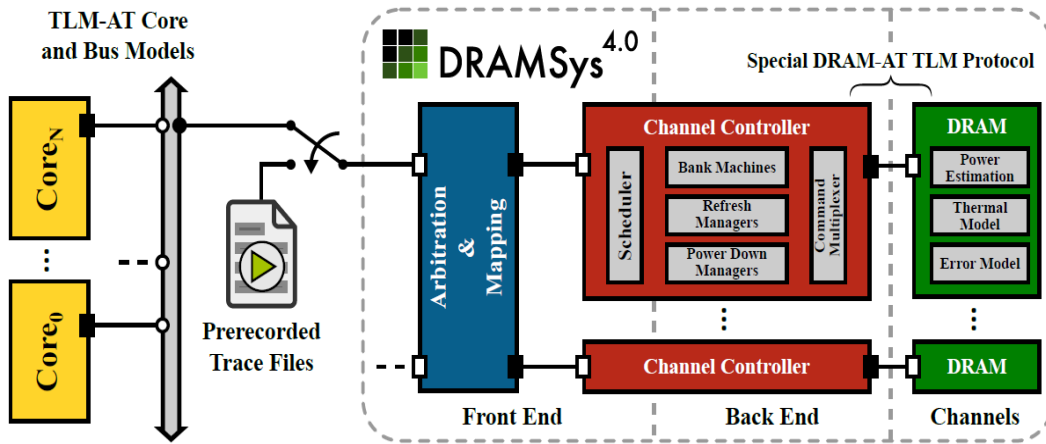 TLM-AT Core
and Bus Models
Core_N
...
Core_0
Prerecorded
Trace Files
DRAMSys 4.0
Special DRAM-AT TLM Protocol
Arbitration
&
Mapping
Channel Controller
Scheduler
Bank Machines
Refresh
Managers
Power Down
Managers
Command
Multiplexer
...
Channel Controller
DRAM
Power
Estimation
Thermal
Model
Error Model
...
DRAM
Front End
Back End
Channels